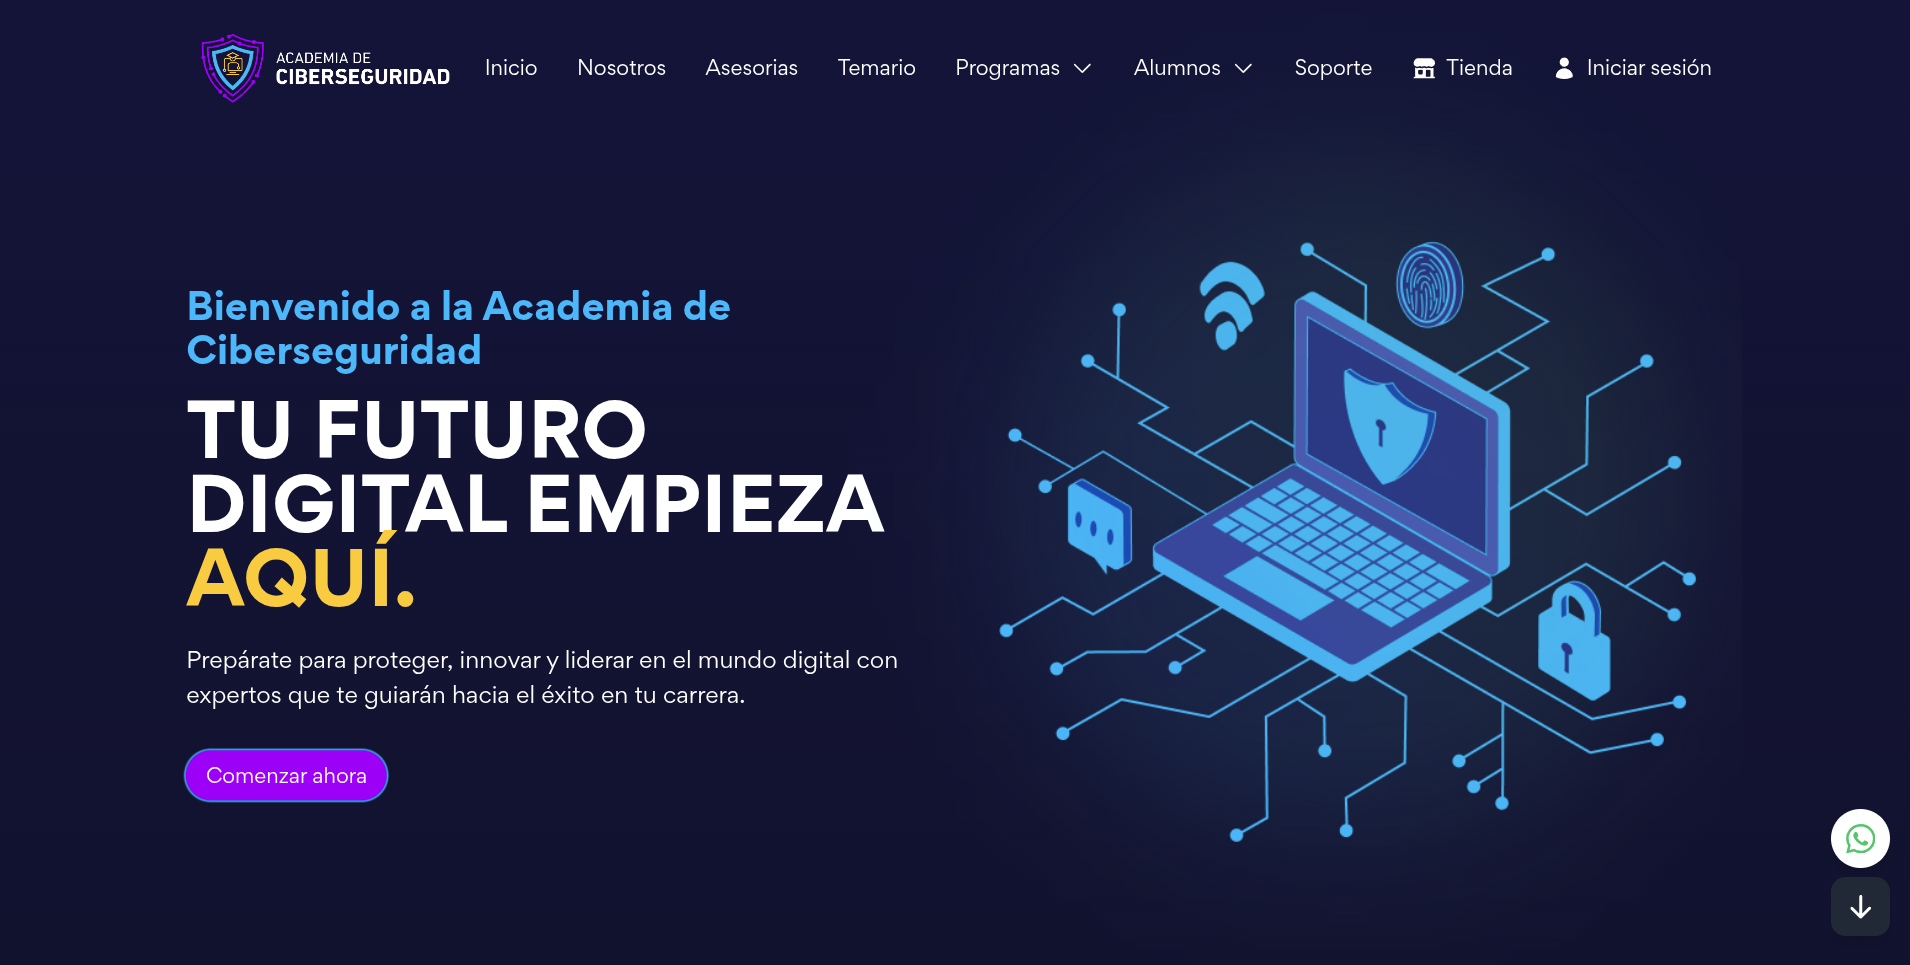 ACADEMIA DE
CIBERSEGURIDAD
Inicio Nosotros Asesorias Temario Programas Alumnos Soporte Tienda Iniciar sesión
Bienvenido a la Academia de
Ciberseguridad
TU FUTURO
DIGITAL EMPIEZA
AQUÍ.
Prepárate para proteger, innovar y liderar en el mundo digital con
expertos que te guiarán hacia el éxito en tu carrera.
Comenzar ahora